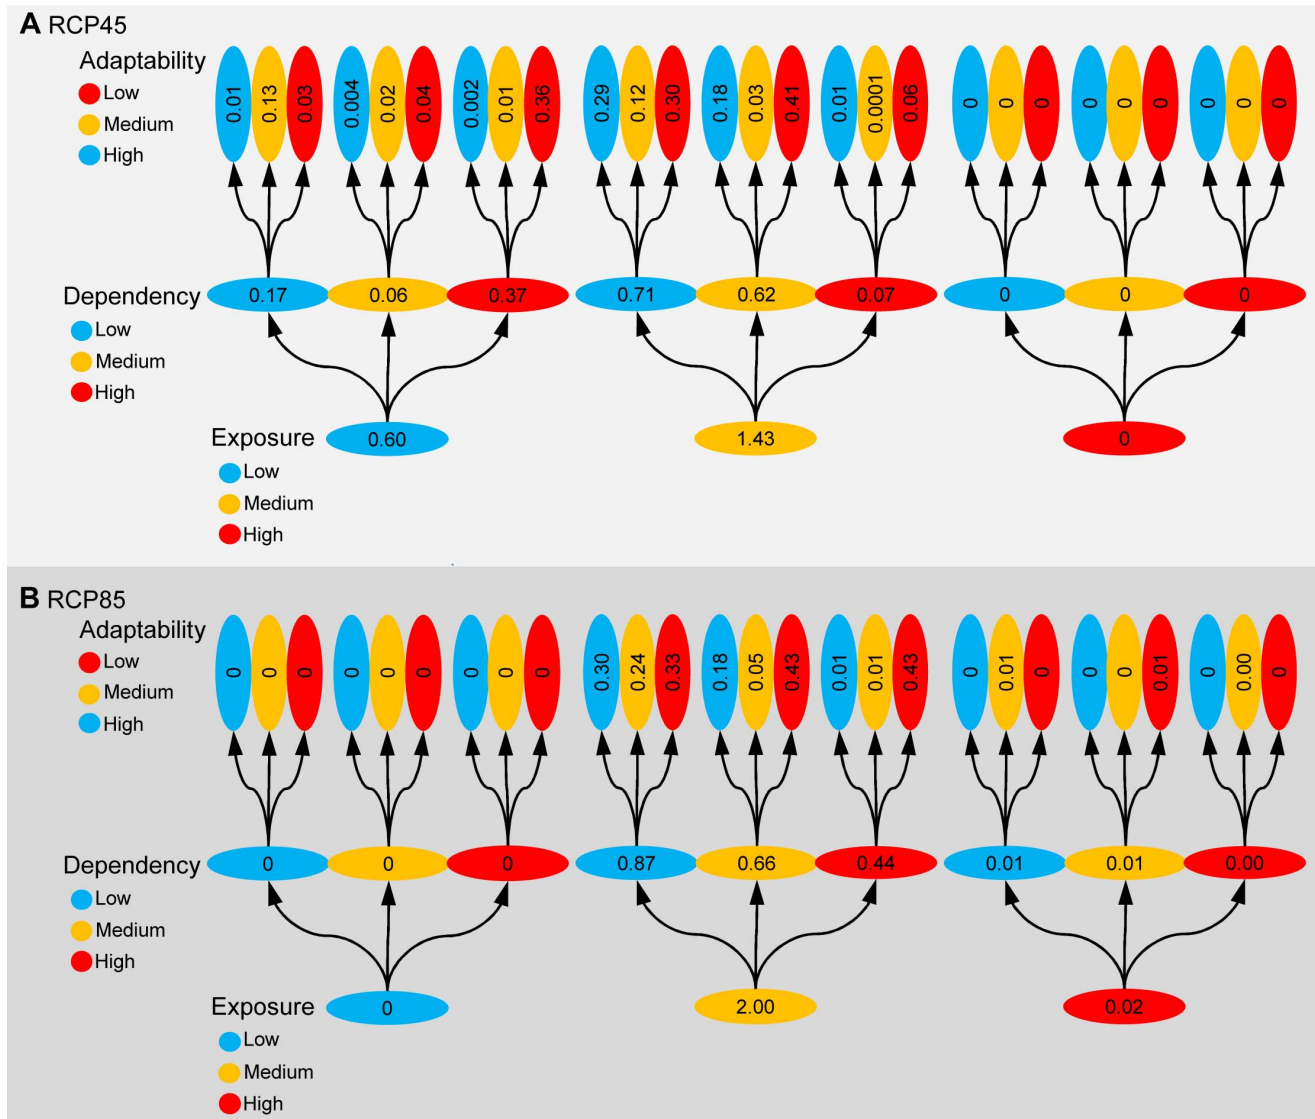 A RCP45
Adaptability
Low
Medium
High
0.01 0.13 0.03 0.004 0.02 0.04 0.002 0.01 0.36 0.29 0.12 0.30 0.18 0.03 0.41 0.01 0.0001 0.06 0 0 0 0 0 0 0 0 0
Dependency
Low
Medium
High
0.17 0.06 0.37 0.71 0.62 0.07 0 0 0
Exposure
Low
Medium
High
0.60 1.43 0
B RCP85
Adaptability
Low
Medium
High
0 0 0 0 0 0 0 0 0 0.30 0.24 0.33 0.18 0.05 0.43 0.01 0.01 0.43 0 0.01 0 0 0 0.01 0 0.00 0
Dependency
Low
Medium
High
0 0 0 0.87 0.66 0.44 0.01 0.01 0.00
Exposure
Low
Medium
High
0 2.00 0.02